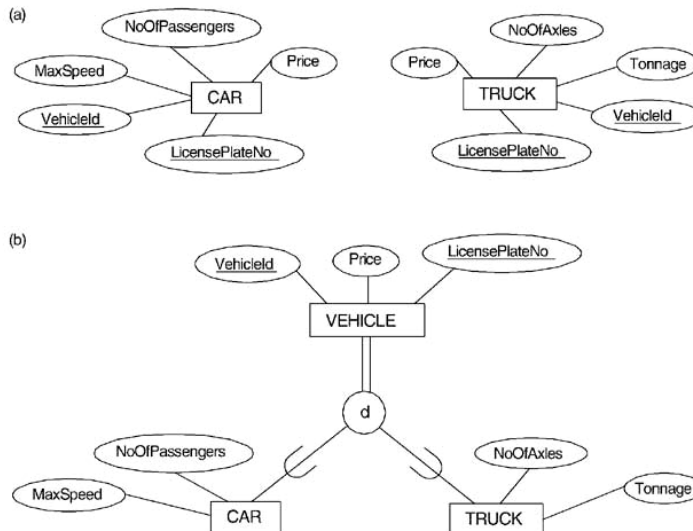 (a)
NoOfPassengers
Price
MaxSpeed
CAR
VehicleId
LicensePlateNo
NoOfAxles
Price
Tonnage
TRUCK
VehicleId
LicensePlateNo
(b)
VehicleId
Price
LicensePlateNo
VEHICLE
d
NoOfPassengers
MaxSpeed
CAR
NoOfAxles
Tonnage
TRUCK